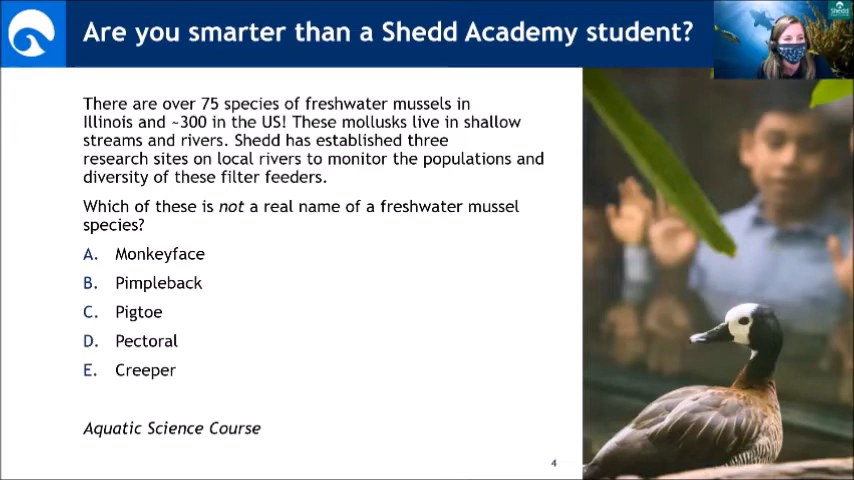 Are you smarter than a Shedd Academy student?
Shedd
There are over 75 species of freshwater mussels in
Illinois and ~300 in the US! These mollusks live in shallow
streams and rivers. Shedd has established three
research sites on local rivers to monitor the populations and
diversity of these filter feeders.
Which of these is not a real name of a freshwater mussel
species?
A. Monkeyface
B. Pimpleback
C. Pigtoe
D. Pectoral
E. Creeper
Aquatic Science Course
4